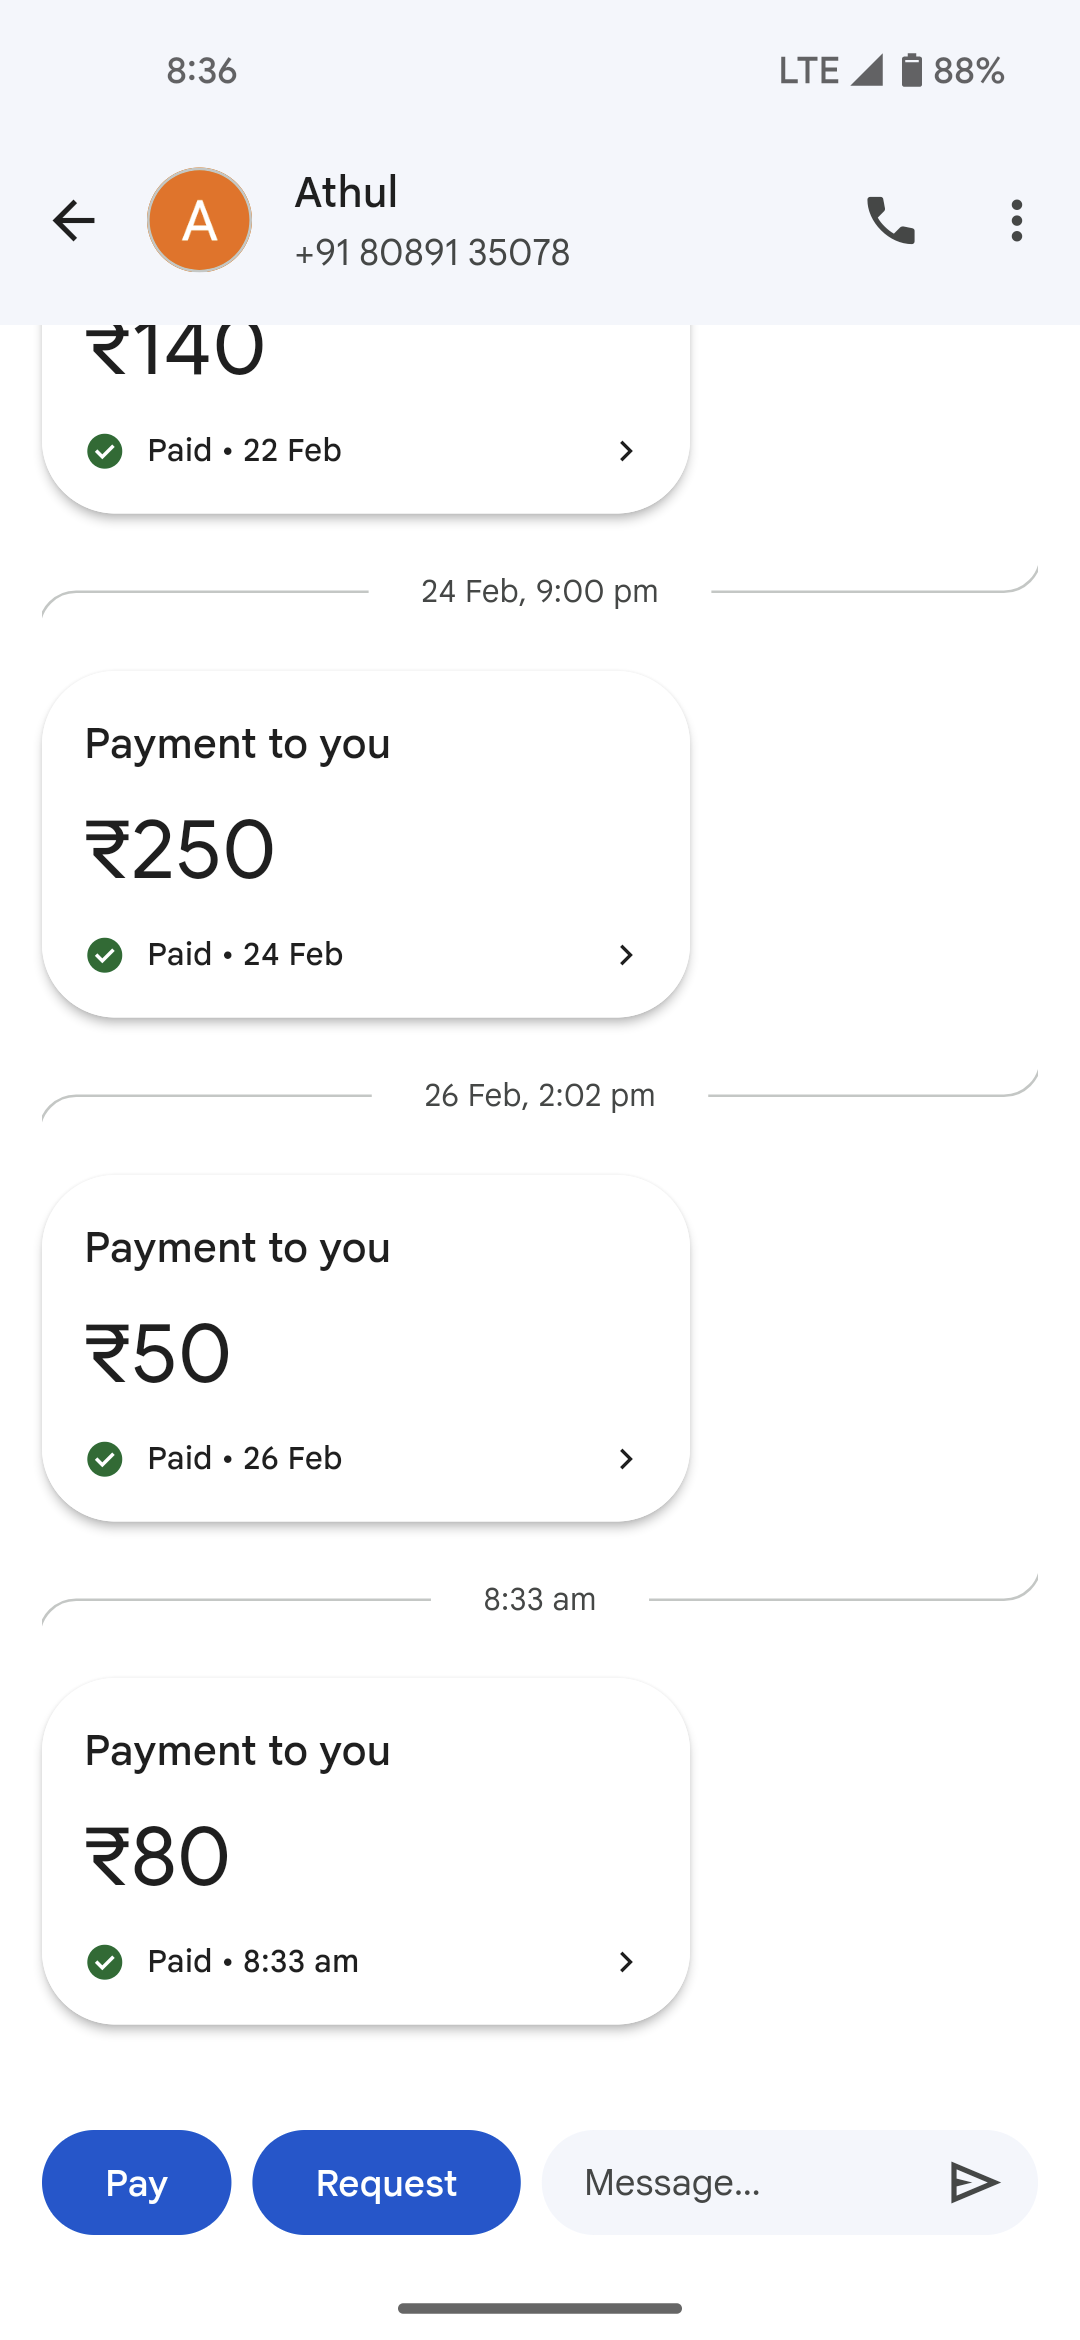 8:36
LTE 88%
A
Athul
+91 80891 35078
₹140
Paid • 22 Feb
24 Feb, 9:00 pm
Payment to you
₹250
Paid • 24 Feb
26 Feb, 2:02 pm
Payment to you
₹50
Paid • 26 Feb
8:33 am
Payment to you
₹80
Paid • 8:33 am
Pay
Request
Message...